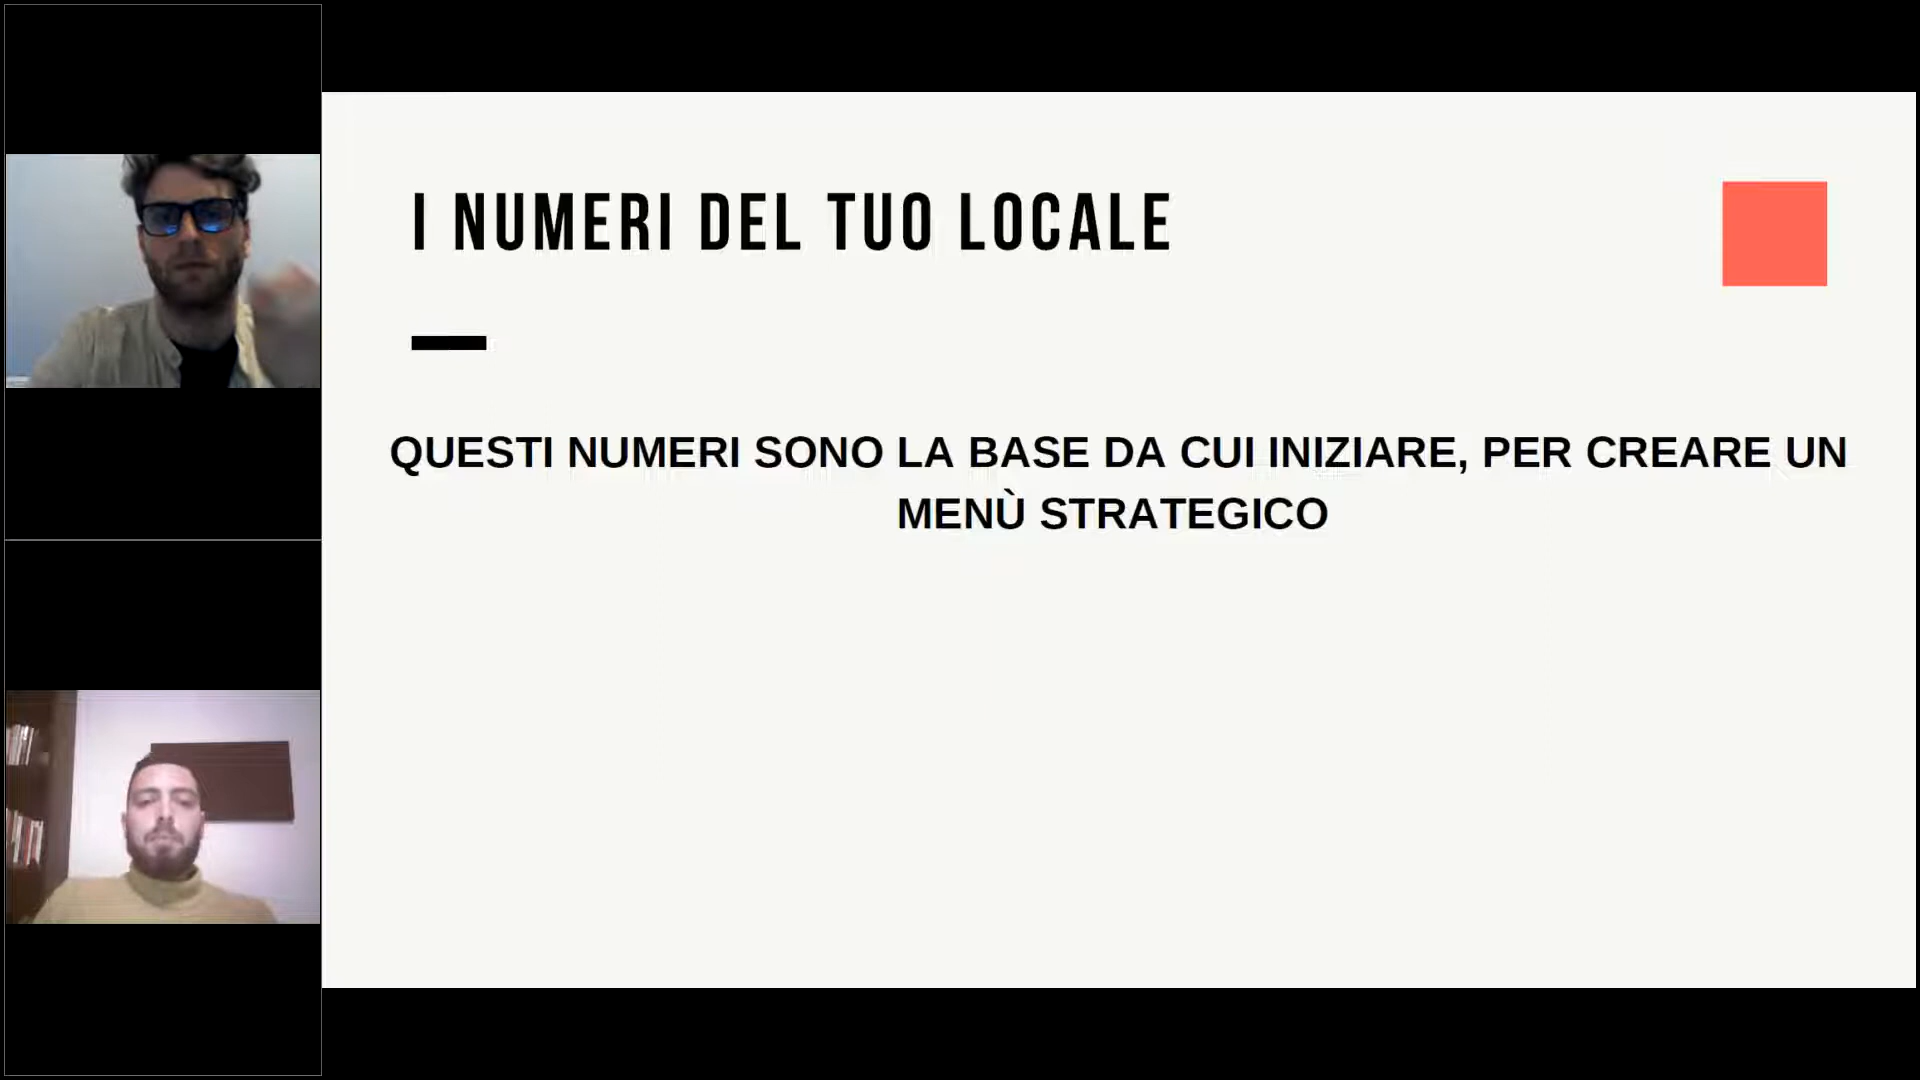 I NUMERI DEL TUO LOCALE
QUESTI NUMERI SONO LA BASE DA CUI INIZIARE, PER CREARE UN
MENÙ STRATEGICO